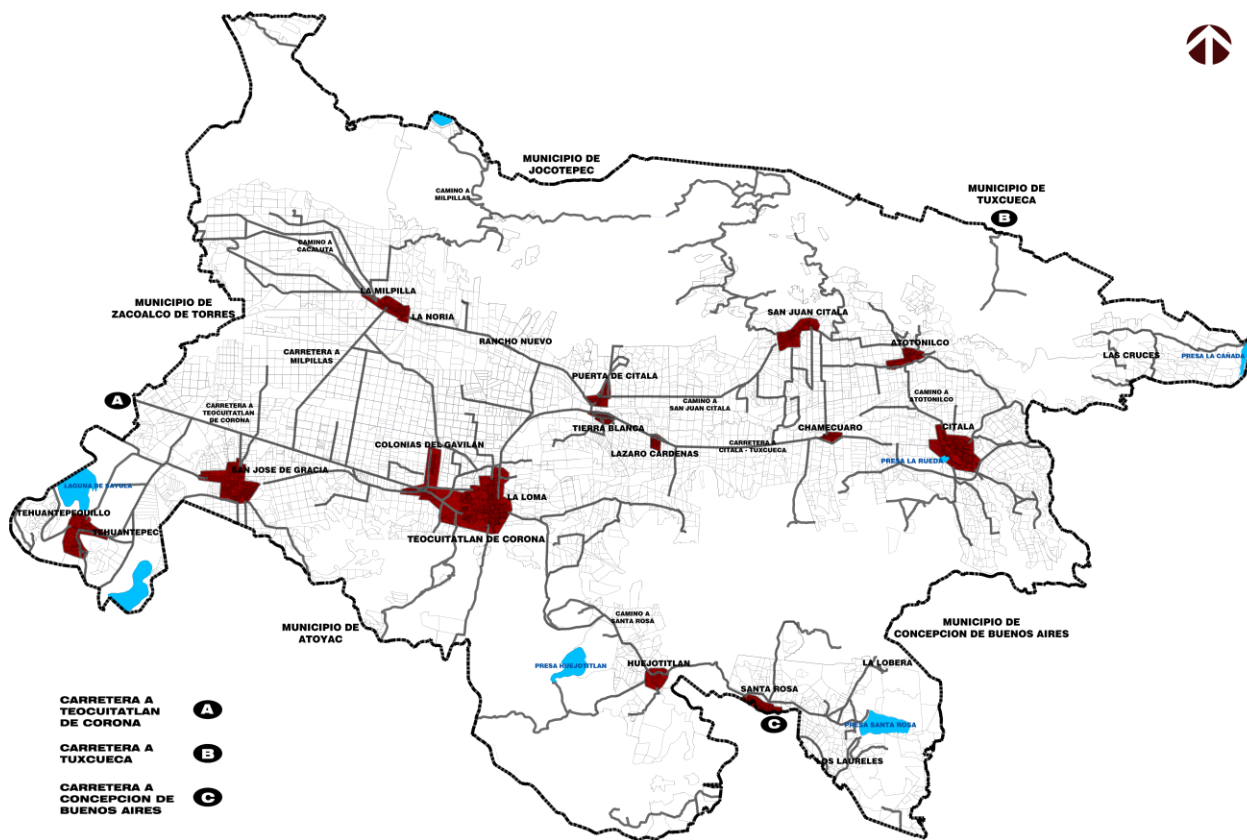 MUNICIPIO DE
JOCOTEPEC
MUNICIPIO DE
TUXCUECA
B
CAMINO A
MILPILLAS
CAMINO A
CACALUTA
LA MILPILLA
LA NORIA
MUNICIPIO DE
ZACOALCO DE TORRES
SAN JUAN CITALA
RANCHO NUEVO
ATOTONILCO
LAS CRUCES
PRESA LA CAÑADA
CARRETERA A
MILPILLAS
PUERTA DE CITALA
CAMINO A
ATOTONILCO
A
CARRETERA A
TEOCUITATLAN
DE CORONA
CAMINO A
SAN JUAN CITALA
TIERRA BLANCA
CHAMECUARO
CITALA
COLONIAS DEL GAVILAN
LAZARO CARDENAS
CARRETERA A
CITALA - TUXCUECA
PRESA LA RUEDA
SAN JOSE DE GRACIA
LAGUNA DE SAYULA
LA LOMA
TEHUANTEPEQUILLO
TEHUANTEPEC
TEOCUITATLAN DE CORONA
CAMINO A
SANTA ROSA
MUNICIPIO DE
ATOYAC
MUNICIPIO DE
CONCEPCION DE BUENOS AIRES
PRESA HUEJOTITLAN
HUEJOTITLAN
LA LOBERA
SANTA ROSA
C
PRESA SANTA ROSA
LOS LAURELES
CARRETERA A
TEOCUITATLAN
DE CORONA
A
CARRETERA A
TUXCUECA
B
CARRETERA A
CONCEPCION DE
BUENOS AIRES
C